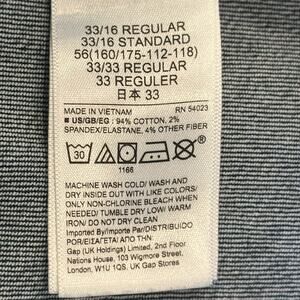 33/16 REGULAR
33/16 STANDARD
56(160/175-112-118)
33/33 REGULAR
33 REGULER
日本 33
MADE IN VIETNAM RN 54023
■ US/GB/EG : 94% COTTON, 2%
SPANDEX/ELASTANE, 4% OTHER FIBER
30
1166
MACHINE WASH COLD/ WASH AND
DRY INSIDE OUT WITH LIKE COLORS/
ONLY NON-CHLORINE BLEACH WHEN
NEEDED/ TUMBLE DRY LOW/ WARM
IRON/ DO NOT DRY CLEAN
Imported By/Importé Par/DISTRIBUIDO
POR/ΕΙΣΑΓΕΤΑΙ ΑΠΟ ΤΗΝ:
Gap (UK Holdings) Limited, 2nd Floor
Nations House, 103 Wigmore Street,
London, W1U 1QS, UK Gap Stores